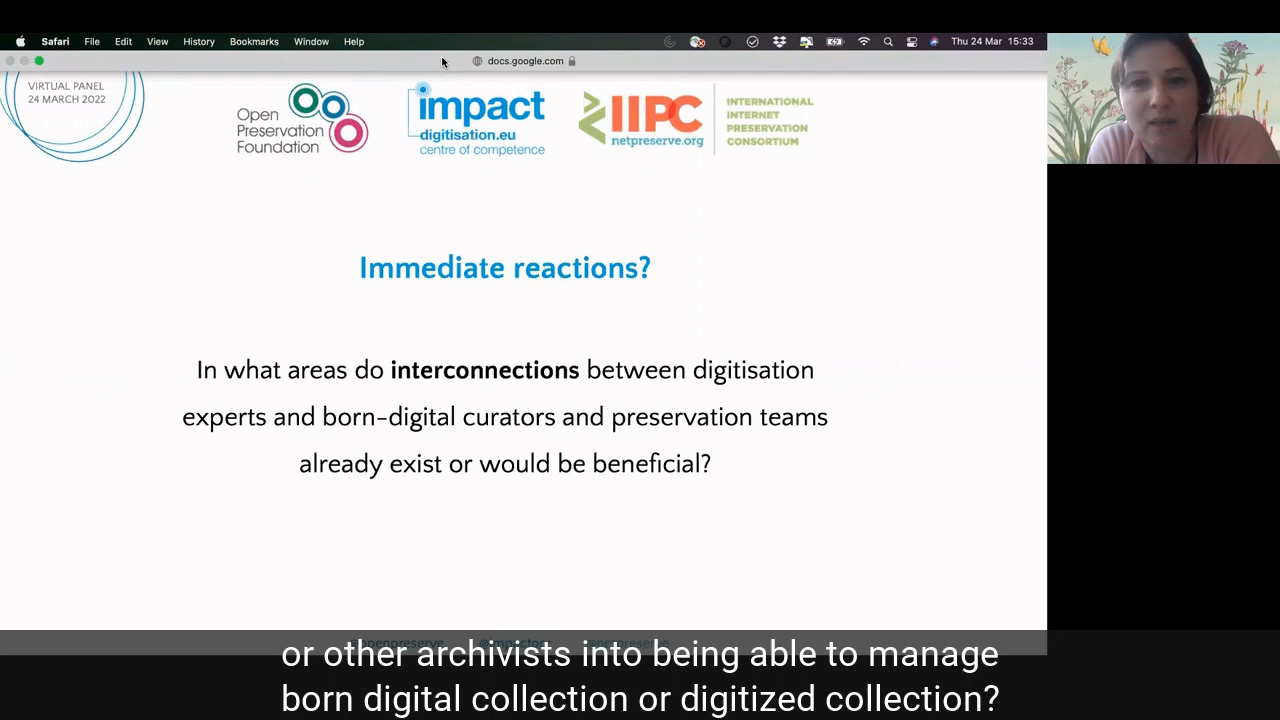 Safari File Edit View History Bookmarks Window Help Thu 24 Mar 15:33
docs.google.com
VIRTUAL PANEL
24 MARCH 2022
Open
Preservation
Foundation
impact
digitisation.eu
centre of competence
IIPC
netpreserve.org
INTERNATIONAL
INTERNET
PRESERVATION
CONSORTIUM
Immediate reactions?
In what areas do interconnections between digitisation
experts and born-digital curators and preservation teams
already exist or would be beneficial?
or other archivists into being able to manage
born digital collection or digitized collection?